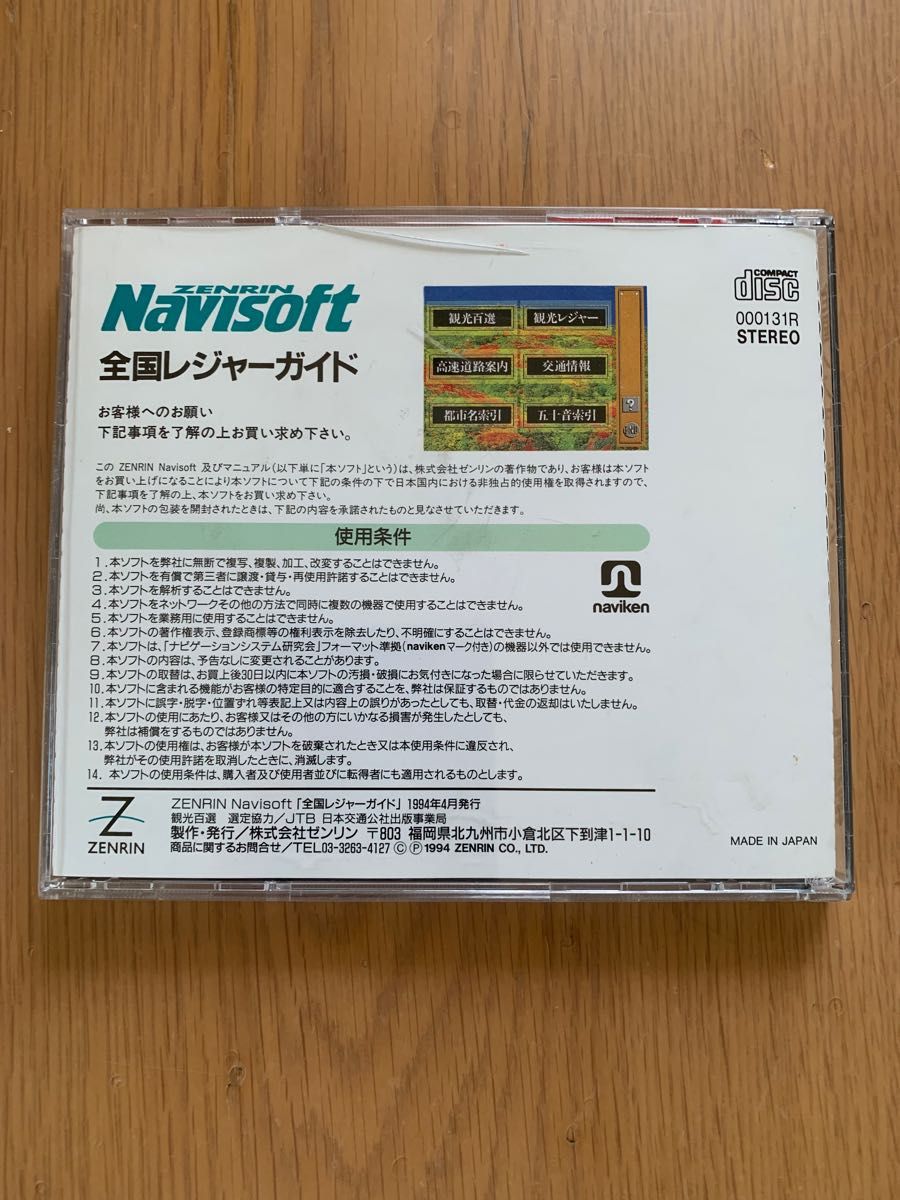 ZENRIN
Navisoft
全国レジャーガイド
お客様へのお願い
下記事項を了解の上お買い求め下さい。
観光百選
観光レジャー
高速道路案内
交通情報
都市名索引
五十音索引
?
COMPACT
disc
000131R
STEREO
この ZENRIN Navisoft 及びマニュアル(以下単に「本ソフト」という)は、株式会社ゼンリンの著作物であり、お客様は本ソフト
をお買い上げになることにより本ソフトについて下記の条件の下で日本国内における非独占的使用権を取得されますので、
下記事項を了解の上、本ソフトをお買い求め下さい。
尚、本ソフトの包装を開封されたときは、下記の内容を承諾されたものと見なさせていただきます。
使用条件
1.本ソフトを弊社に無断で複写、複製、加工、改変することはできません。
2.本ソフトを有償で第三者に譲渡・貸与・再使用許諾することはできません。
3.本ソフトを解析することはできません。
4.本ソフトをネットワークその他の方法で同時に複数の機器で使用することはできません。
5.本ソフトを業務用に使用することはできません。
6.本ソフトの著作権表示、登録商標等の権利表示を除去したり、不明確にすることはできません。
7.本ソフトは、「ナビゲーションシステム研究会」フォーマット準拠(navikenマーク付き)の機器以外では使用できません。
8.本ソフトの内容は、予告なしに変更されることがあります。
9.本ソフトの取替は、お買上後30日以内に本ソフトの汚損・破損にお気付きになった場合に限らせていただきます。
10.本ソフトに含まれる機能がお客様の特定目的に適合することを、弊社は保証するものではありません。
11.本ソフトに誤字・脱字・位置ずれ等表記上又は内容上の誤りがあったとしても、取替・代金の返却はいたしません。
12.本ソフトの使用にあたり、お客様又はその他の方にいかなる損害が発生したとしても、
弊社は補償をするものではありません。
13.本ソフトの使用権は、お客様が本ソフトを破棄されたとき又は本使用条件に違反され、
弊社がその使用許諾を取消したときに、消滅します。
14.本ソフトの使用条件は、購入者及び使用者並びに転得者にも適用されるものとします。
naviken
Z
ZENRIN
ZENRIN Navisoft「全国レジャーガイド」1994年4月発行
観光百選 選定協力/JTB 日本交通公社出版事業局
製作・発行/株式会社ゼンリン 〒803 福岡県北九州市小倉北区下到津1-1-10
商品に関するお問合せ/TEL03-3263-4127 ⒸⓅ1994 ZENRIN CO., LTD.
MADE IN JAPAN